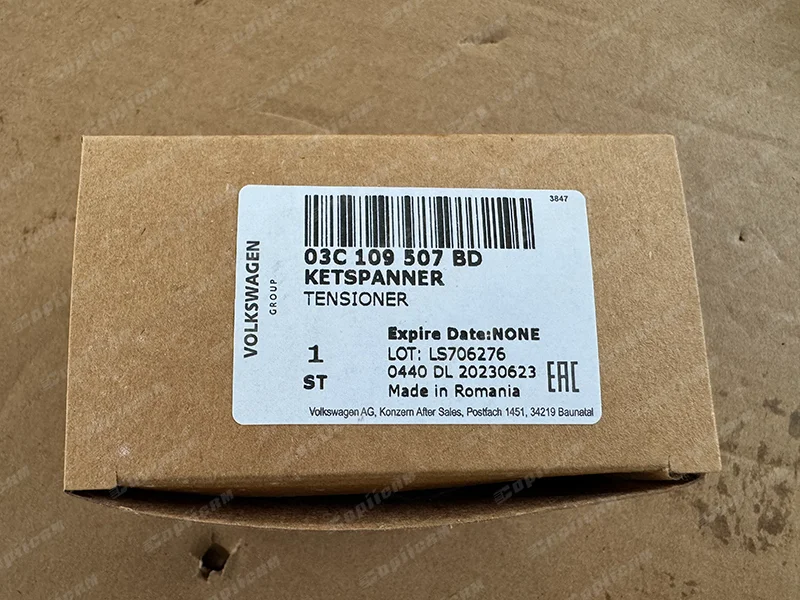 3847
03C 109 507 BD
KETSPANNER
TENSIONER
VOLKSWAGEN
GROUP
Expire Date:NONE
1
LOT: LS706276
ST
0440 DL 20230623
EAC
Made in Romania
Volkswagen AG, Konzern After Sales, Postfach 1451, 34219 Baunatal